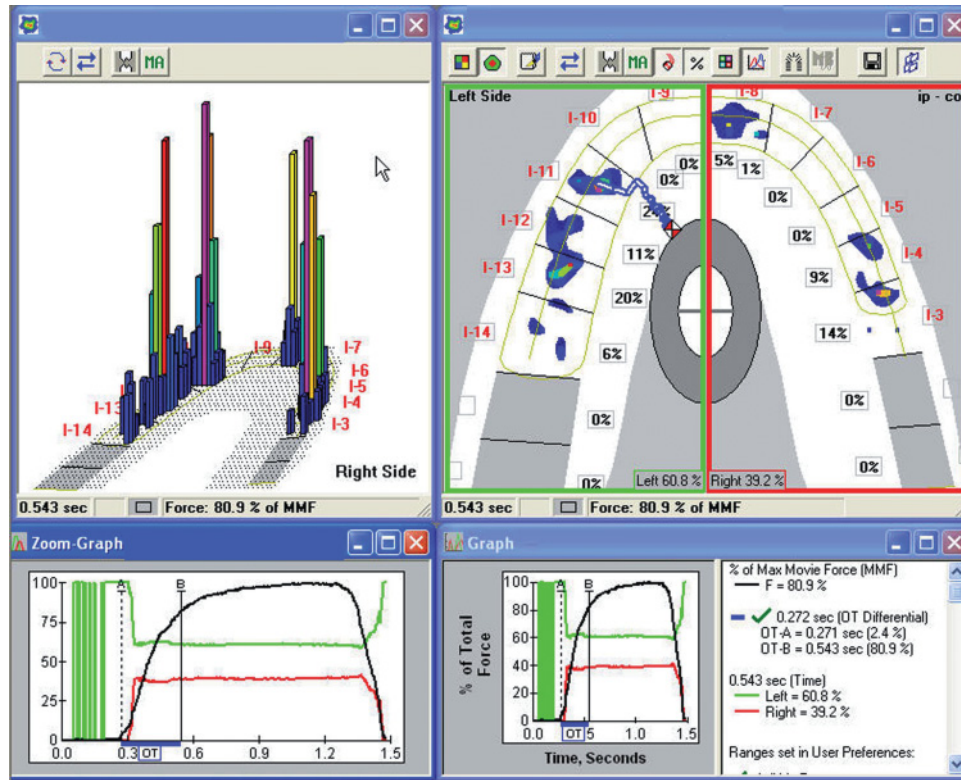 MA
I-9
I-7
I-6
I-5
I-4
I-3
I-13
I-14
Right Side
0.543 sec
Force: 80.9 % of MMF
MA
%
Left Side
ip - co
I-9
I-8
I-10
I-7
I-11
I-6
I-12
I-5
I-13
I-4
I-14
I-3
0%
5%
1%
0%
0%
0%
11%
0%
9%
20%
14%
6%
0%
0%
0%
0%
Left 60.8 %
Right 39.2 %
0.543 sec
Force: 80.9 % of MMF
Zoom-Graph
A
B
100
75
50
25
0
0.0
0.3
OT
0.6
0.9
1.2
1.5
Graph
% of Total Force
A
B
100
80
60
40
20
0
0.0
OT
.5
1.0
1.5
Time, Seconds
% of Max Movie Force (MMF)
F = 80.9 %
0.272 sec (OT Differential)
OT-A = 0.271 sec (2.4 %)
OT-B = 0.543 sec (80.9 %)
0.543 sec (Time)
Left = 60.8 %
Right = 39.2 %
Ranges set in User Preferences: